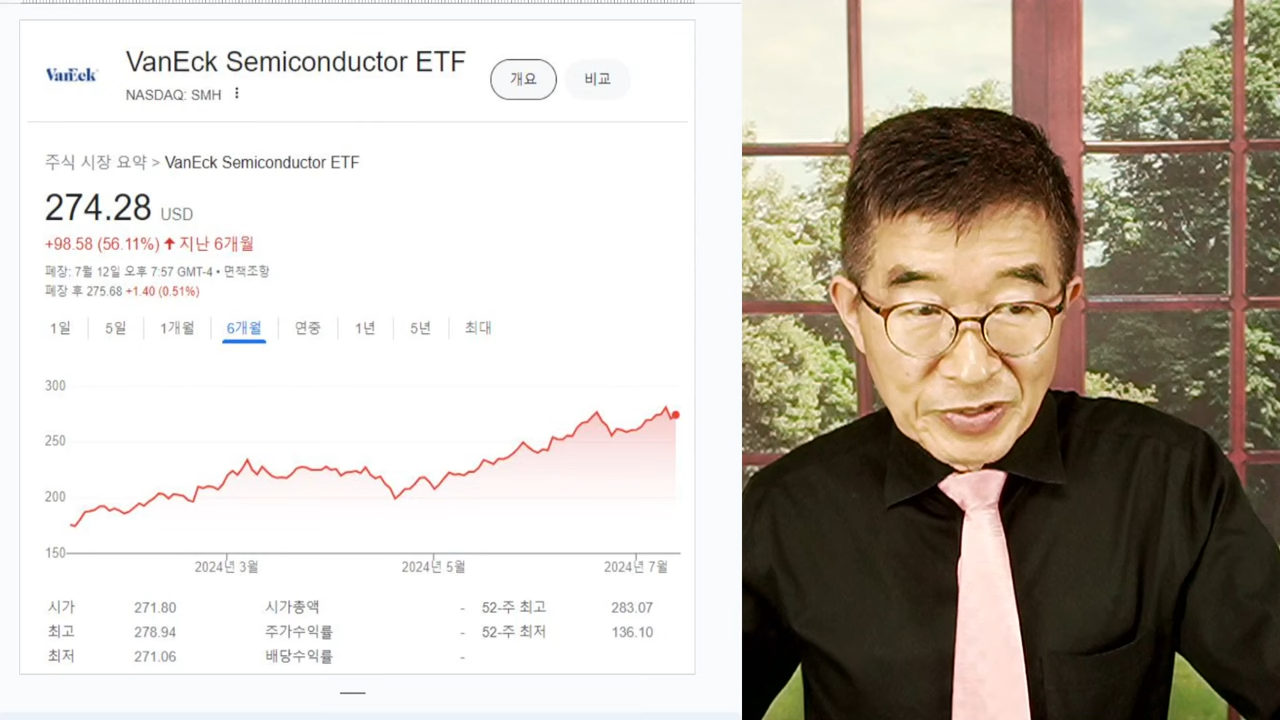 VanEck
VanEck Semiconductor ETF
NASDAQ: SMH
개요
비교
주식 시장 요약 > VanEck Semiconductor ETF
274.28 USD
+98.58 (56.11%) 지난 6개월
폐장: 7월 12일 오후 7:57 GMT-4 • 면책조항
폐장 후 275.68 +1.40 (0.51%)
1일 5일 1개월 6개월 연중 1년 5년 최대
300
250
200
150
2024년 3월 2024년 5월 2024년 7월
시가 271.80 시가총액 - 52-주 최고 283.07
최고 278.94 주가수익률 - 52-주 최저 136.10
최저 271.06 배당수익률 -